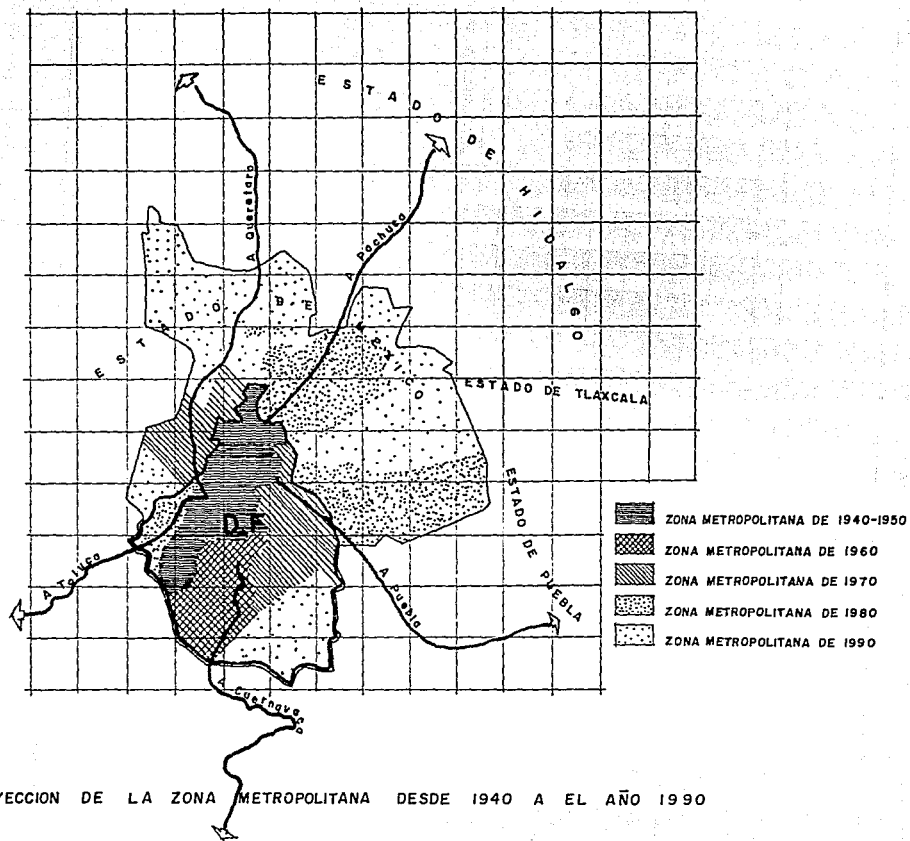 ESTADO DE HIDALGO
A Queretaro
A Pachuca
ESTADO DE MEXICO
ESTADO DE TLAXCALA
ESTADO DE PUEBLA
D.F
A Toluca
A Puebla
A Cuernavaca
ZONA METROPOLITANA DE 1940-1950
ZONA METROPOLITANA DE 1960
ZONA METROPOLITANA DE 1970
ZONA METROPOLITANA DE 1980
ZONA METROPOLITANA DE 1990
YECCION DE LA ZONA METROPOLITANA DESDE 1940 A EL AÑO 1990